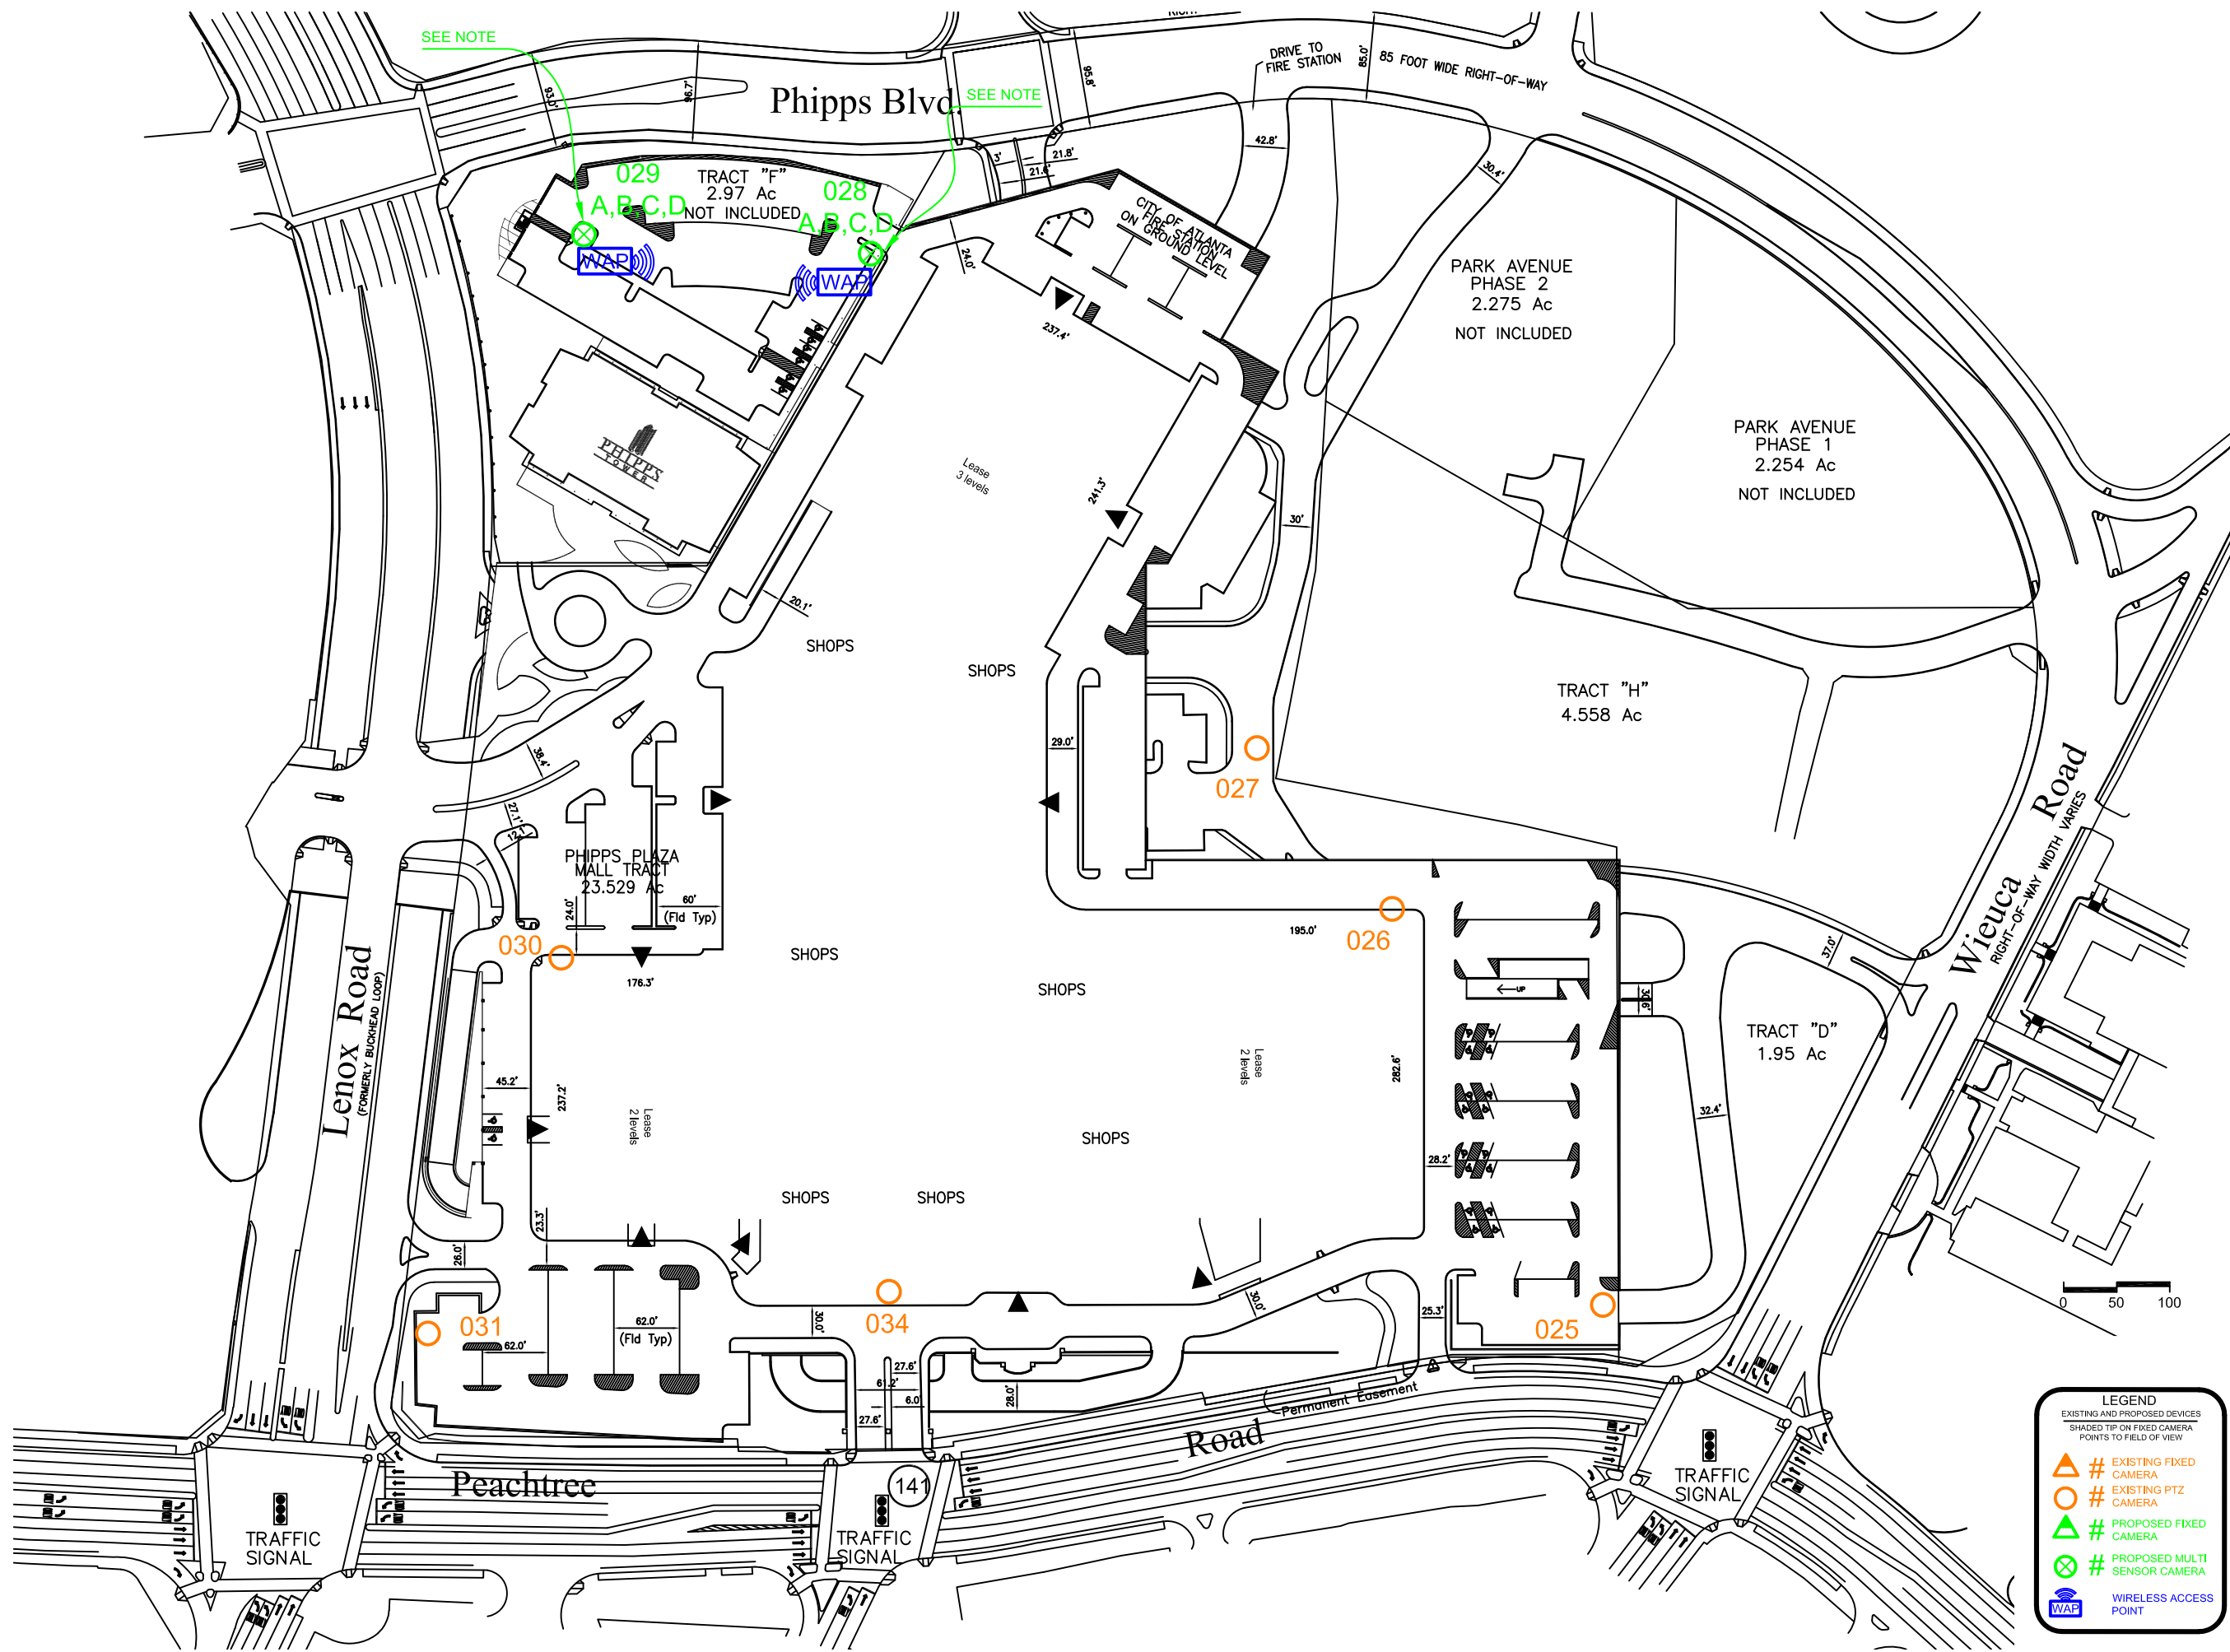 SEE NOTE
Phipps Blvd.
SEE NOTE
DRIVE TO
FIRE STATION
85 FOOT WIDE RIGHT-OF-WAY
85.0'
93.0'
96.7'
95.8'
029
A,B,C,D
TRACT "F"
2.97 Ac
NOT INCLUDED
028
A,B,C,D
WAP
WAP
3'
21.8'
21.6'
42.8'
30.4'
CITY OF ATLANTA
FIRE STATION
ON GROUND LEVEL
24.0'
237.4'
PARK AVENUE
PHASE 2
2.275 Ac
NOT INCLUDED
PARK AVENUE
PHASE 1
2.254 Ac
NOT INCLUDED
PHIPPS
TOWER
Lease
3 levels
241.3'
30'
20.1'
SHOPS
SHOPS
TRACT "H"
4.558 Ac
38.4'
29.0'
027
27.1'
12.1'
PHIPPS PLAZA
MALL TRACT
23.529 Ac
60'
(Fld Typ)
24.0'
Wieuca Road
RIGHT-OF-WAY WIDTH VARIES
030
176.3'
SHOPS
195.0'
026
SHOPS
UP
30.6'
37.0'
TRACT "D"
1.95 Ac
Lenox Road
(FORMERLY BUCKHEAD LOOP)
45.2'
237.2'
Lease
2 levels
Lease
2 levels
282.6'
32.4'
SHOPS
28.2'
SHOPS
SHOPS
23.3'
26.0'
031
62.0'
62.0'
(Fld Typ)
30.0'
034
30.0'
25.3'
025
0 50 100
27.6'
61.2'
6.0'
27.6'
28.0'
Permanent Easement
Peachtree
Road
141
TRAFFIC
SIGNAL
TRAFFIC
SIGNAL
TRAFFIC
SIGNAL
LEGEND
EXISTING AND PROPOSED DEVICES
SHADED TIP ON FIXED CAMERA
POINTS TO FIELD OF VIEW
# EXISTING FIXED
CAMERA
# EXISTING PTZ
CAMERA
# PROPOSED FIXED
CAMERA
# PROPOSED MULTI
SENSOR CAMERA
WAP
WIRELESS ACCESS
POINT